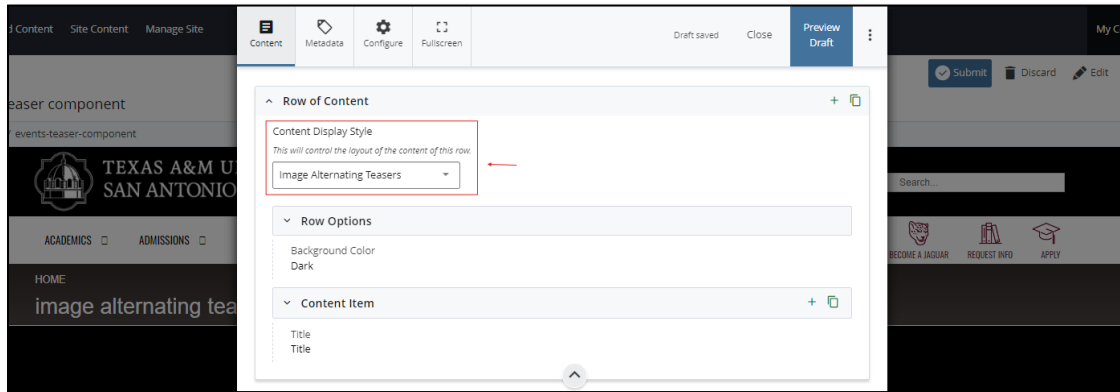 d Content Site Content Manage Site
Content Metadata Configure Fullscreen
Draft saved Close Preview Draft
My C
Submit Discard Edit
easer component
/ events-teaser-component
Row of Content
Content Display Style
This will control the layout of the content of this row.
Image Alternating Teasers
TEXAS A&M U
SAN ANTONIO
Search...
ACADEMICS ADMISSIONS
BECOME A JAGUAR REQUEST INFO APPLY
Row Options
Background Color
Dark
HOME
image alternating tea
Content Item
Title
Title